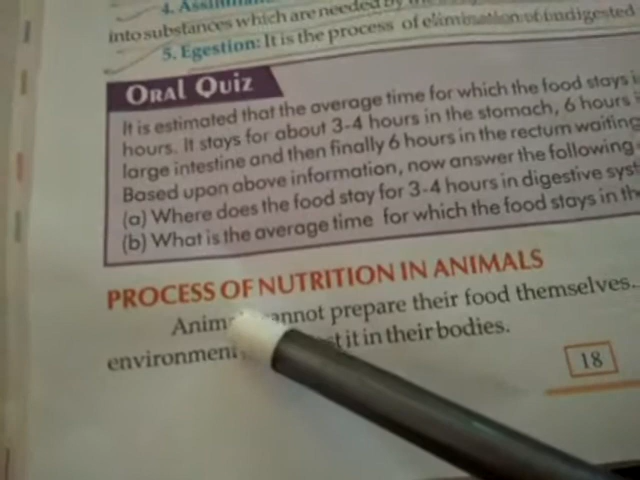 4.
into substances which are needed by
5. Egestion: It is the process of elimination of undigested
ORAL QUIZ
It is estimated that the average time for which the food stays
hours. It stays for about 3-4 hours in the stomach, 6 hours
large intestine and then finally 6 hours in the rectum waiting
Based upon above information, now answer the following
(a) Where does the food stay for 3-4 hours in digestive
(b) What is the average time for which the food stays in
PROCESS OF NUTRITION IN ANIMALS
prepare their food themselves.
it in their bodies.
18